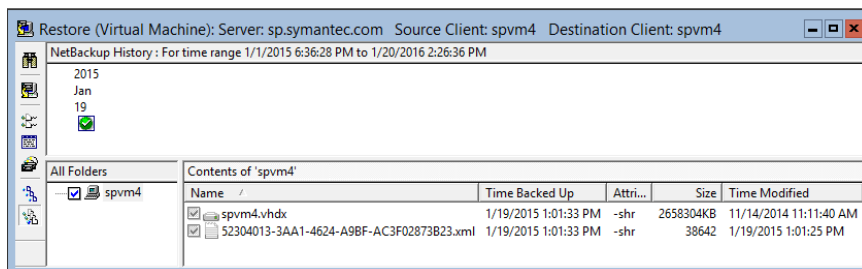 Restore (Virtual Machine): Server: sp.symantec.com Source Client: spvm4 Destination Client: spvm4
NetBackup History : For time range 1/1/2015 6:36:28 PM to 1/20/2016 2:26:36 PM
2015
Jan
19
All Folders
Contents of 'spvm4'
spvm4
Name / Time Backed Up Attri... Size Time Modified
spvm4.vhdx 1/19/2015 1:01:33 PM -shr 2658304KB 11/14/2014 11:11:40 AM
52304013-3AA1-4624-A9BF-AC3F02873B23.xml 1/19/2015 1:01:33 PM -shr 38642 1/19/2015 1:01:25 PM